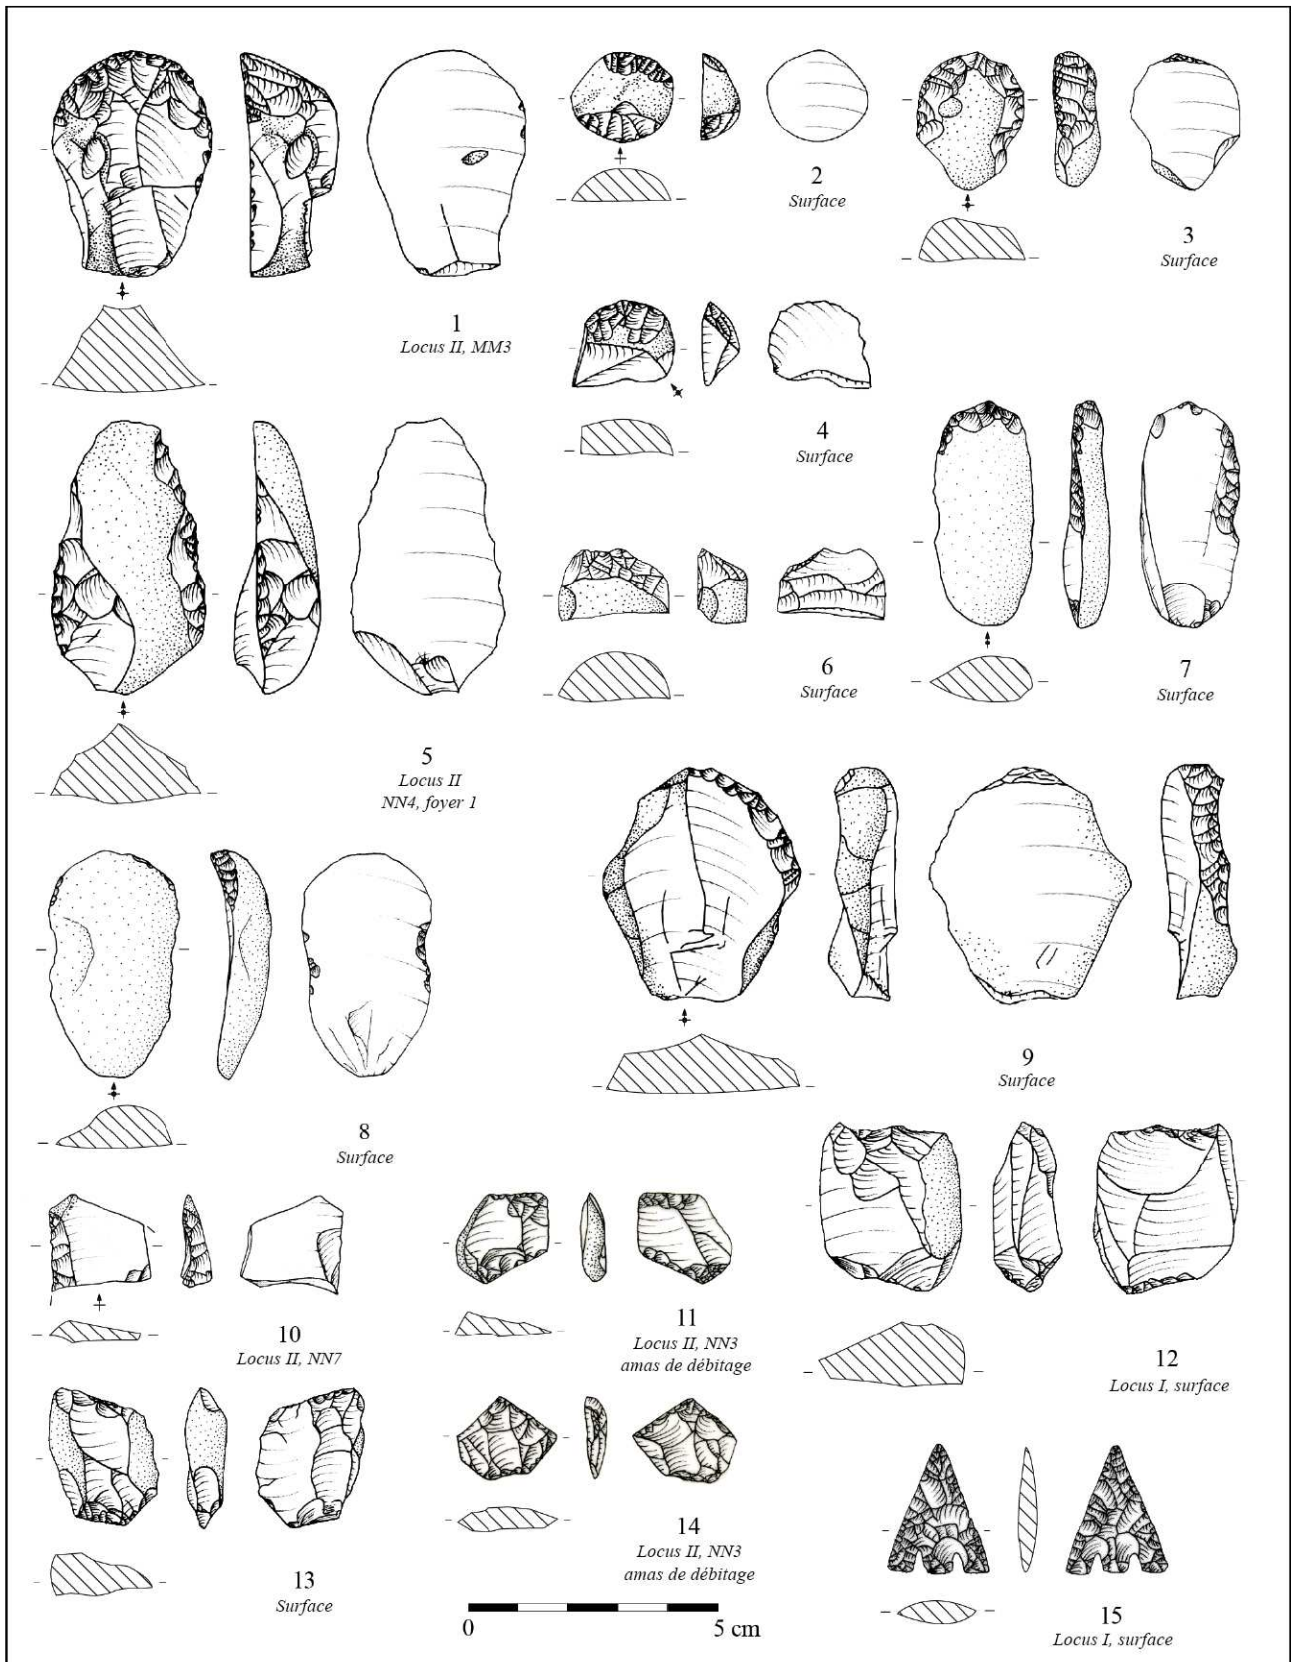 1
Locus II, MM3
2
Surface
3
Surface
4
Surface
5
Locus II
NN4, foyer 1
6
Surface
7
Surface
8
Surface
9
Surface
10
Locus II, NN7
11
Locus II, NN3
amas de débitage
12
Locus I, surface
13
Surface
14
Locus II, NN3
amas de débitage
15
Locus I, surface
0 5 cm